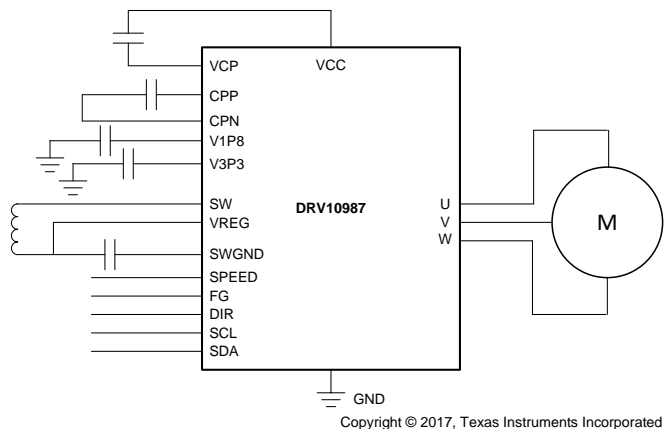 VCP
VCC
CPP
CPN
V1P8
V3P3
SW
VREG
SWGND
SPEED
FG
DIR
SCL
SDA
DRV10987
U
V
W
M
GND
Copyright © 2017, Texas Instruments Incorporated